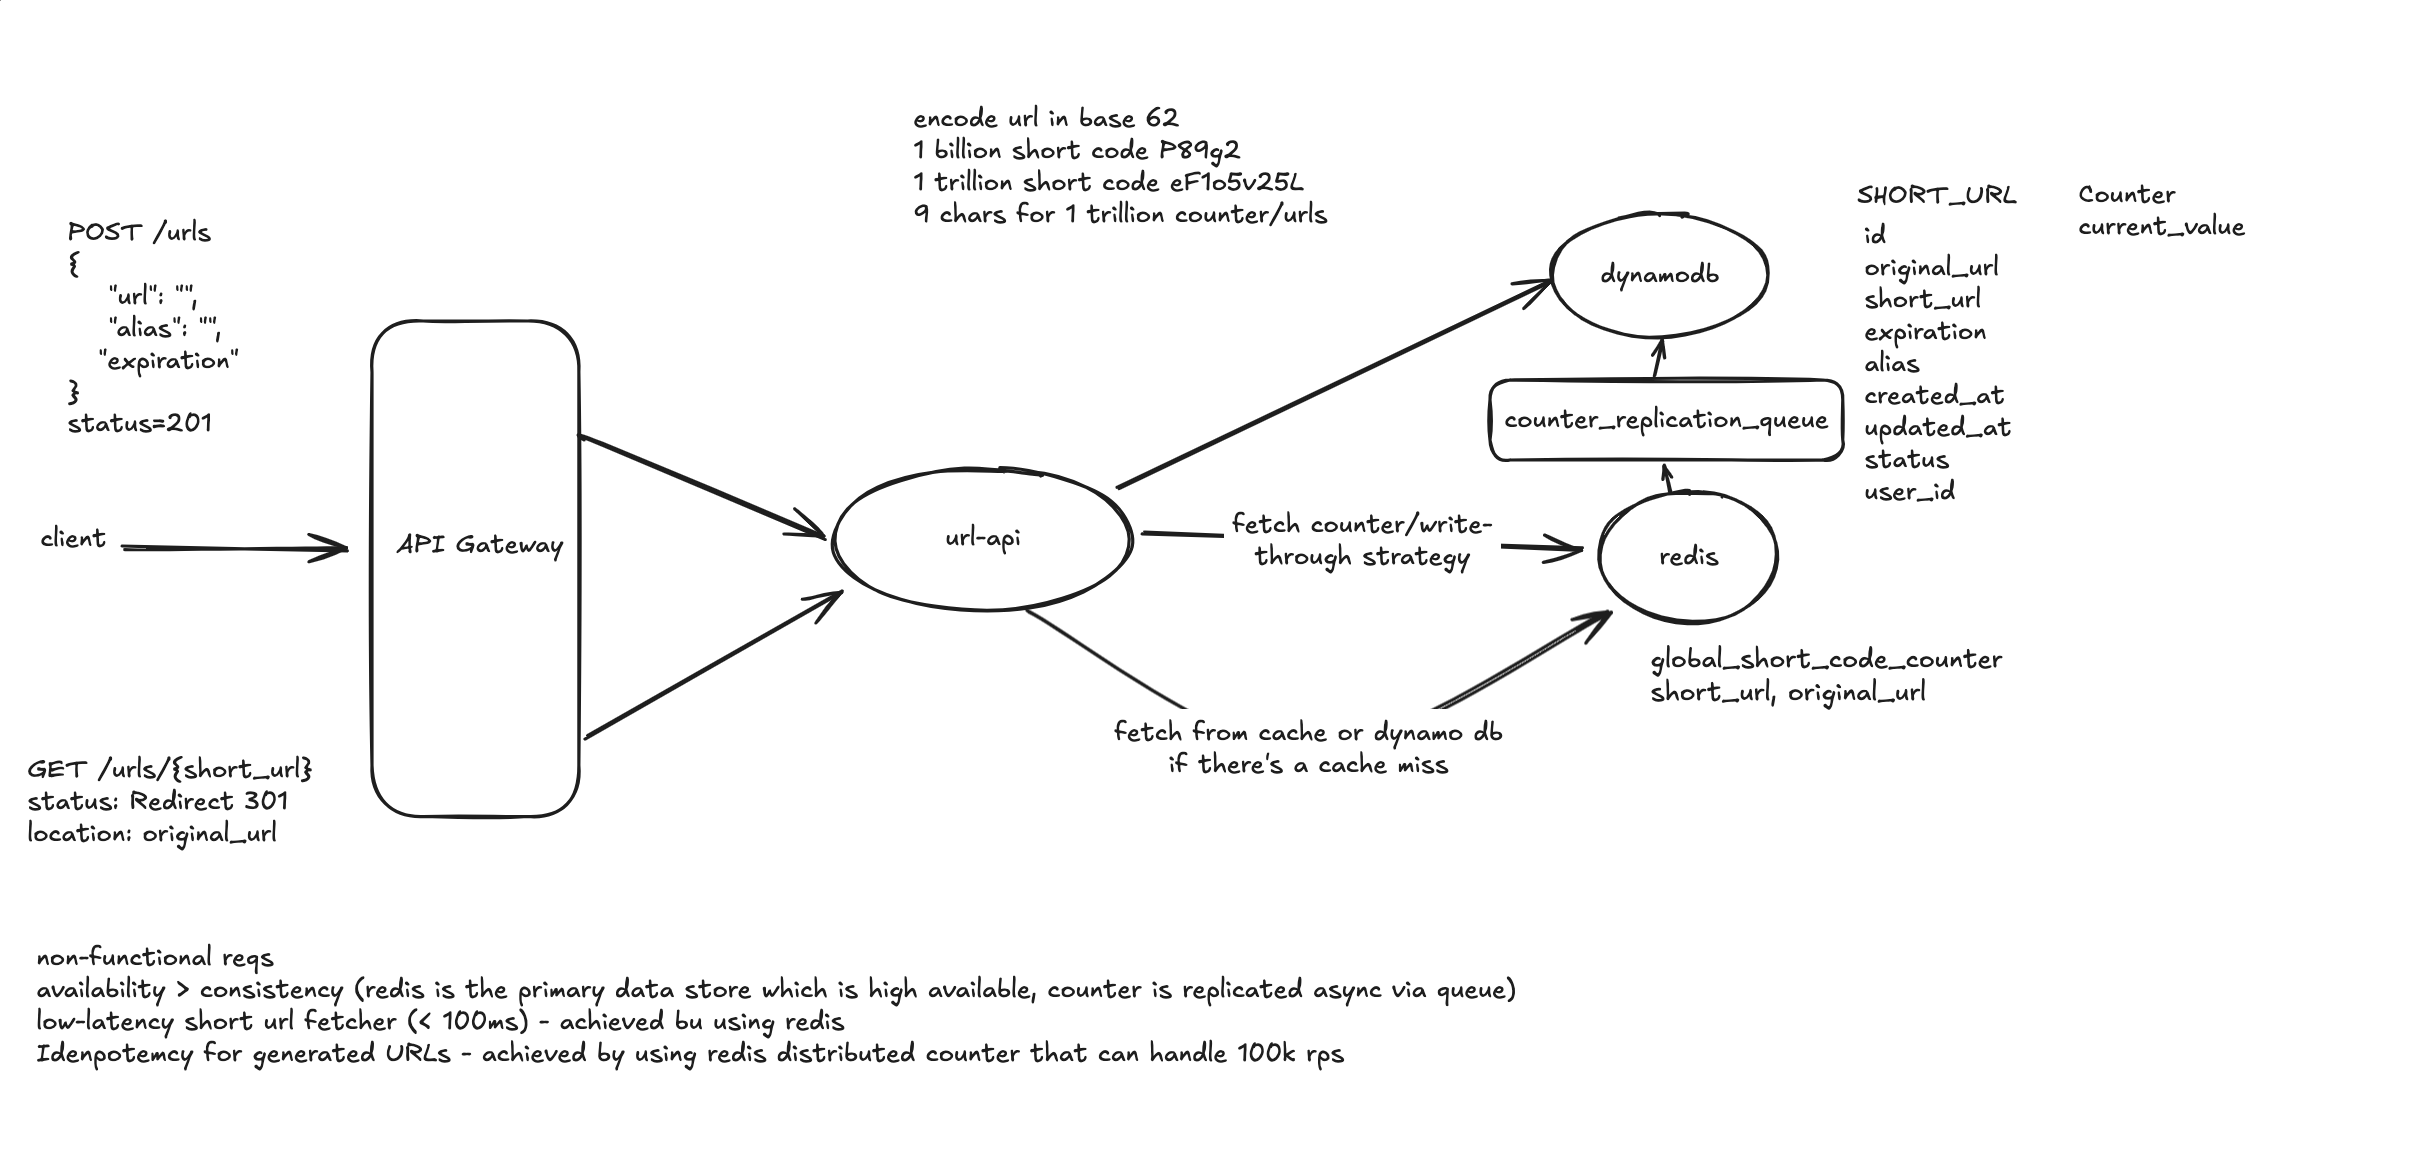 encode url in base 62
1 billion short code P89g2
1 trillion short code eF1o5v25L
9 chars for 1 trillion counter/urls
POST /urls
{
"url": "",
"alias": "",
"expiration"
}
status=201
client
API Gateway
GET /urls/{short_url}
status: Redirect 301
location: original_url
url-api
fetch counter/write-
through strategy
fetch from cache or dynamo db
if there's a cache miss
dynamodb
counter_replication_queue
redis
global_short_code_counter
short_url, original_url
SHORT_URL
id
original_url
short_url
expiration
alias
created_at
updated_at
status
user_id
Counter
current_value
non-functional reqs
availability > consistency (redis is the primary data store which is high available, counter is replicated async via queue)
low-latency short url fetcher (< 100ms) - achieved bu using redis
Idenpotemcy for generated URLs - achieved by using redis distributed counter that can handle 100k rps